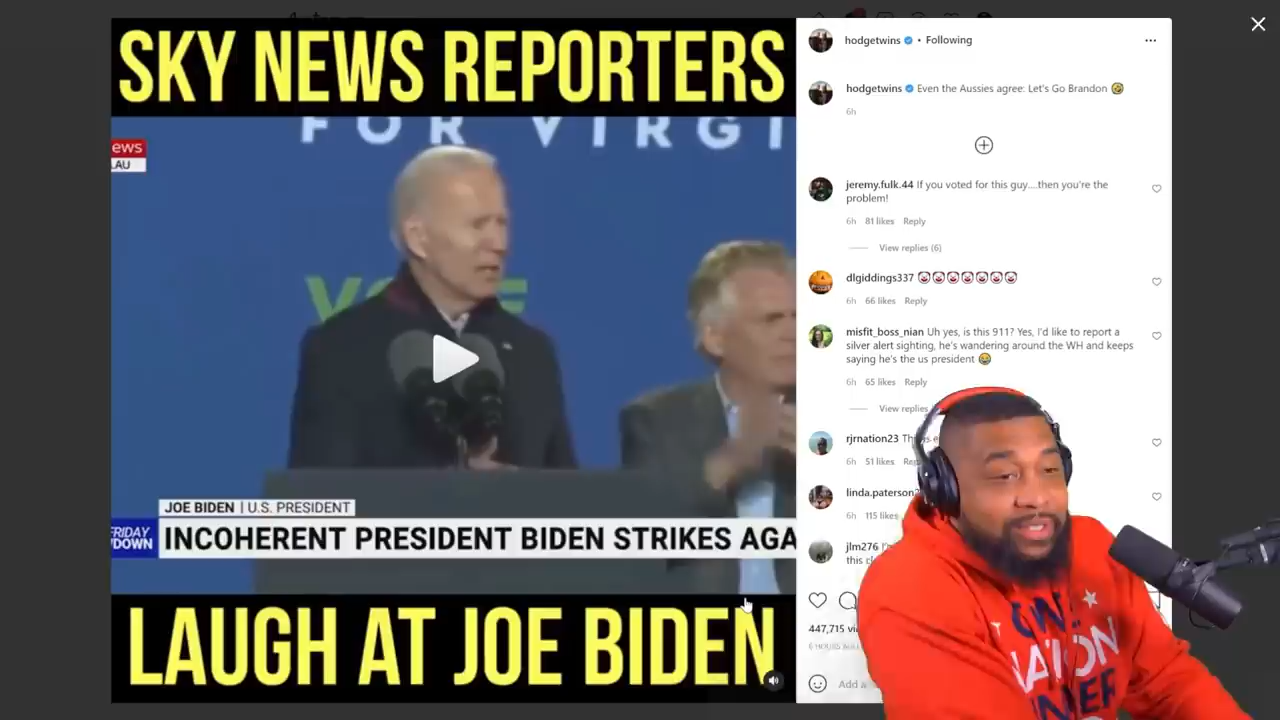 SKY NEWS REPORTERS
FOR VIRGI
ews
LAU
JOE BIDEN | U.S. PRESIDENT
FRIDAY
DOWN
INCOHERENT PRESIDENT BIDEN STRIKES AGA
LAUGH AT JOE BIDEN
hodgetwins • Following
hodgetwins Even the Aussies agree: Let's Go Brandon 🤣
6h
jeremy.fulk.44 If you voted for this guy....then you're the
problem!
6h 81 likes Reply
View replies (6)
dlgiddings337 🤡🤡🤡🤡🤡🤡🤡
6h 66 likes Reply
misfit_boss_nian Uh yes, is this 911? Yes, I'd like to report a
silver alert sighting, he's wandering around the WH and keeps
saying he's the us president 😂
6h 65 likes Reply
View replies
rjrnation23
6h 51 likes
linda.paterson
6h 115 likes
jlm276
this
447,715
Add a
NATION